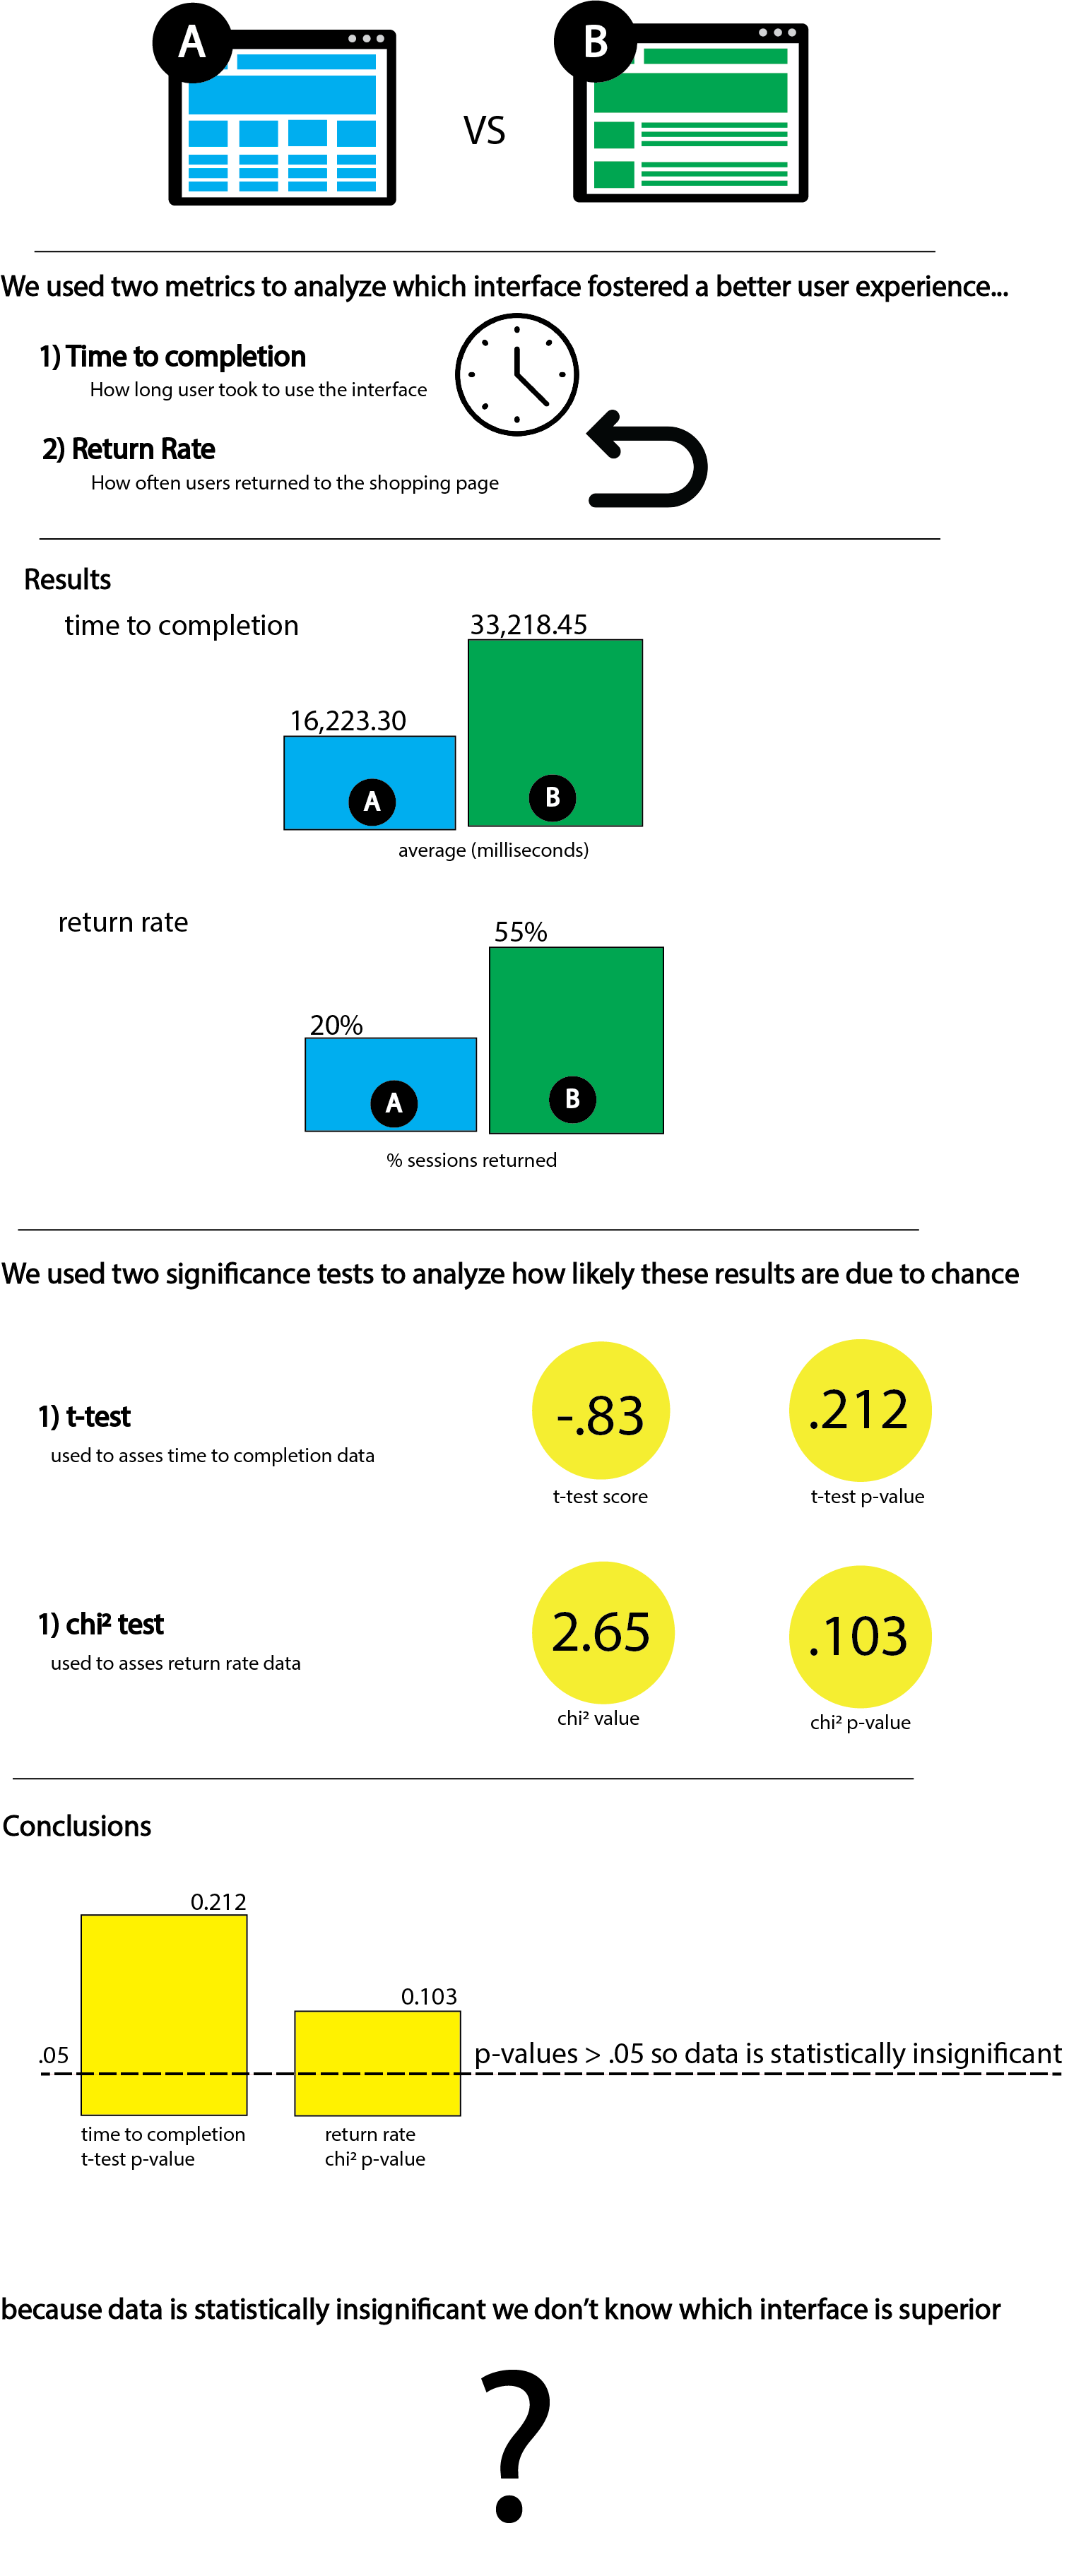 A
B
VS
We used two metrics to analyze which interface fostered a better user experience...
1) Time to completion
How long user took to use the interface
2) Return Rate
How often users returned to the shopping page
Results
time to completion
33,218.45
16,223.30
A
B
average (milliseconds)
return rate
55%
20%
A
B
% sessions returned
We used two significance tests to analyze how likely these results are due to chance
1) t-test
used to asses time to completion data
-.83
t-test score
.212
t-test p-value
1) chi² test
used to asses return rate data
2.65
chi² value
.103
chi² p-value
Conclusions
0.212
0.103
.05
p-values > .05 so data is statistically insignificant
time to completion
t-test p-value
return rate
chi² p-value
because data is statistically insignificant we don't know which interface is superior
?